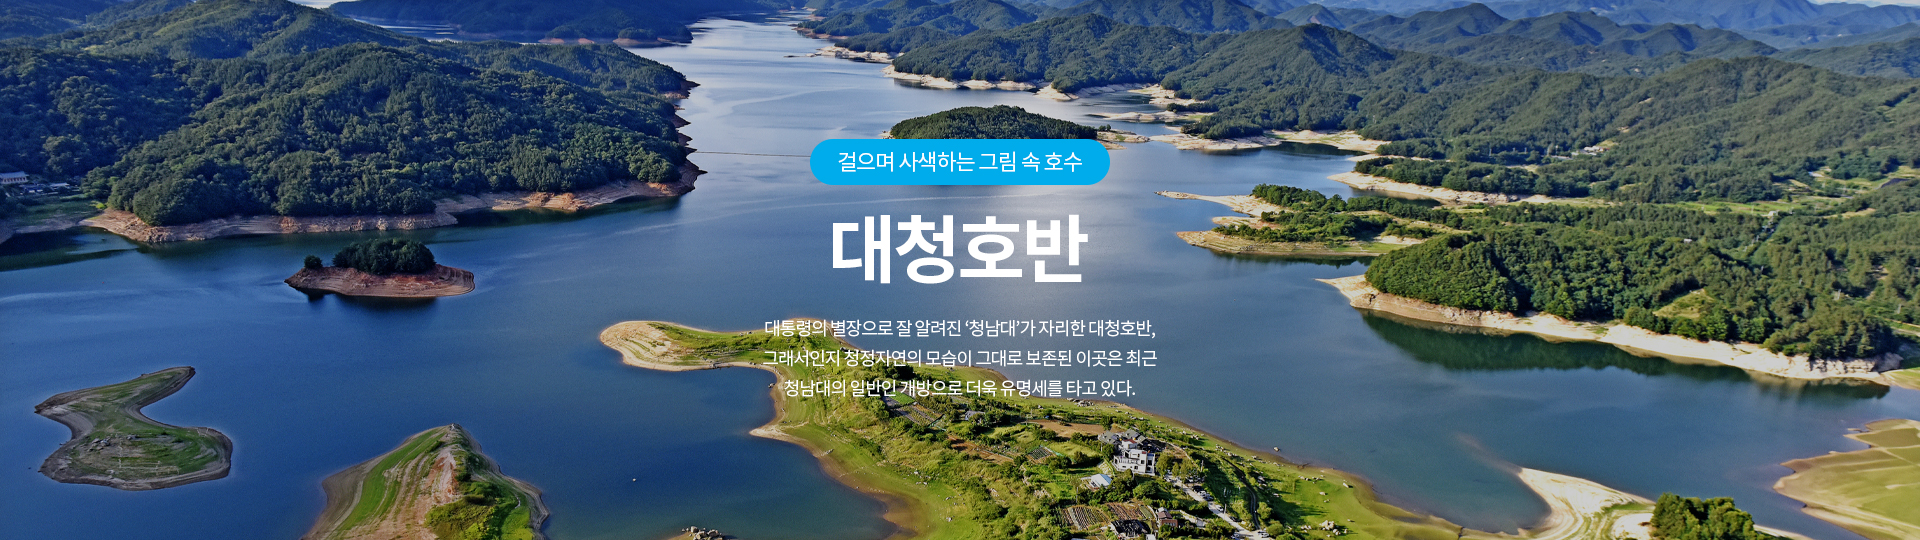 걸으며 사색하는 그림 속 호수
대청호반
대통령의 별장으로 잘 알려진 ‘청남대’가 자리한 대청호반,
그래서인지 청정자연의 모습이 그대로 보존된 이곳은 최근
청남대의 일반인 개방으로 더욱 유명세를 타고 있다.